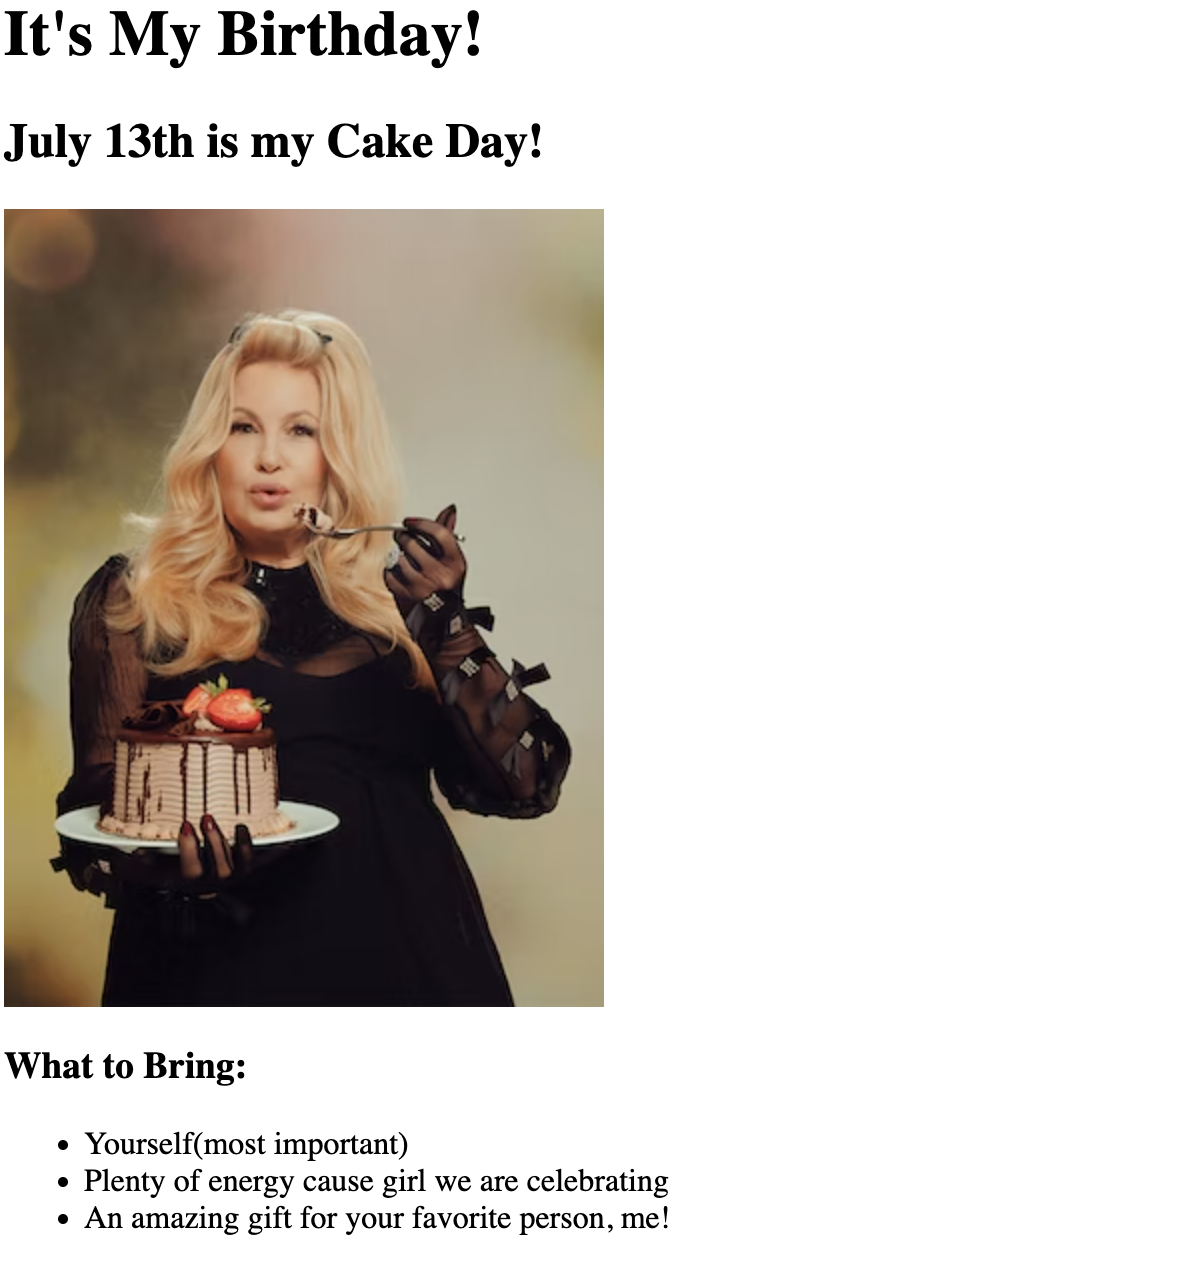 It's My Birthday!
July 13th is my Cake Day!
What to Bring:
Yourself(most important)
Plenty of energy cause girl we are celebrating
An amazing gift for your favorite person, me!